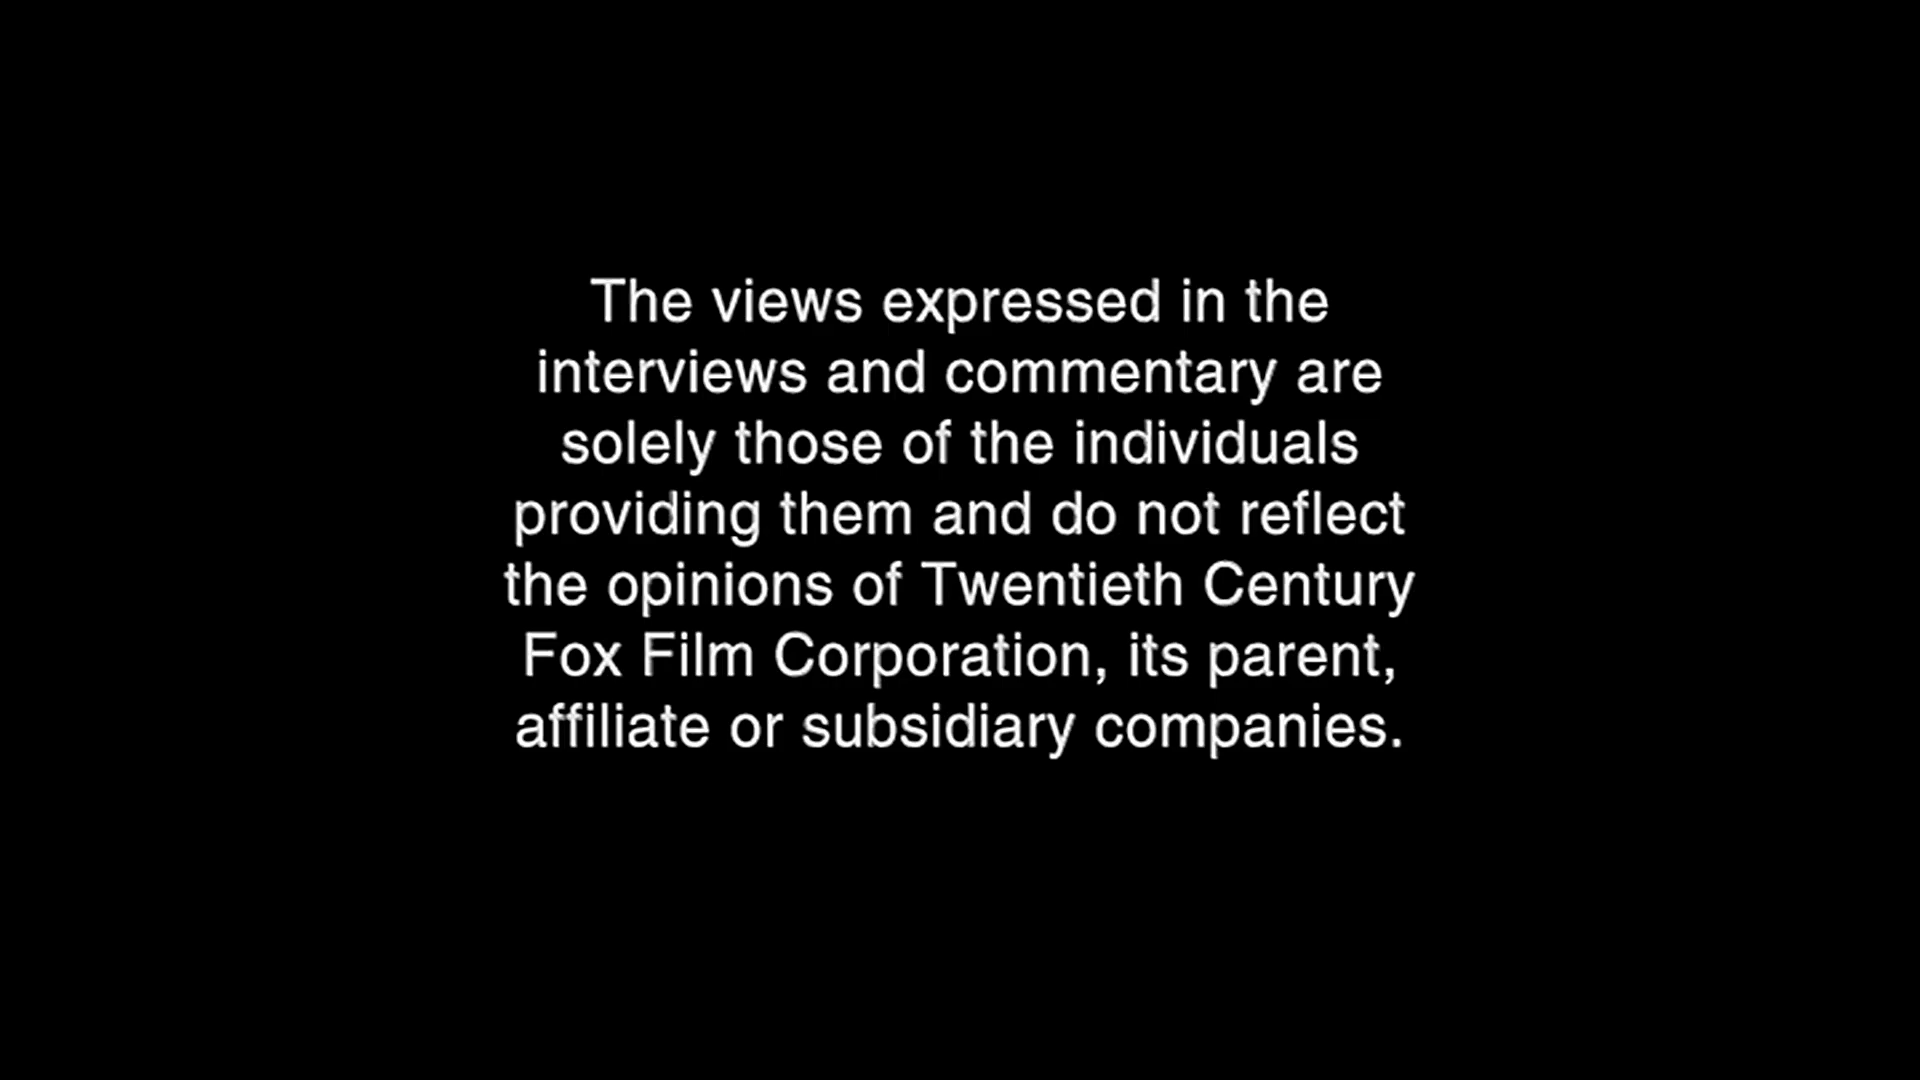 The views expressed in the
interviews and commentary are
solely those of the individuals
providing them and do not reflect
the opinions of Twentieth Century
Fox Film Corporation, its parent,
affiliate or subsidiary companies.